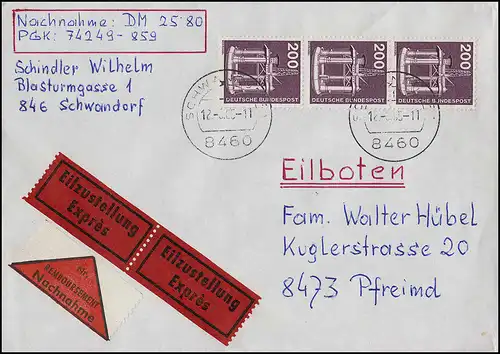 Nachnahme: DM 25 80
PGK: 74249-859
Schindler Wilhelm
Blasturmgasse 1
846 Schwandorf
200 200 200
DEUTSCHE BUNDESPOST DEUTSCHE BUNDESPOST DEUTSCHE BUNDESPOST
8460 8460
Eilboten
Fam. Walter Hübel
Kuglerstrasse 20
8473 Pfreimd
Eilzustellung
Exprès
Eilzustellung
Exprès
REMBOURSEMENT
Nachnahme